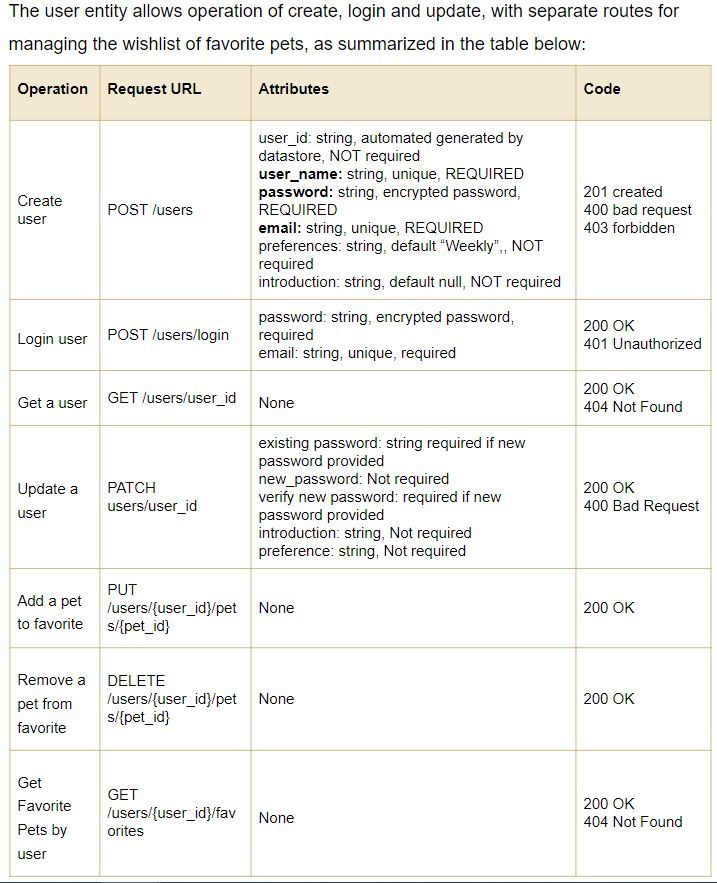 The user entity allows operation of create, login and update, with separate routes for
managing the wishlist of favorite pets, as summarized in the table below:
Operation Request URL Attributes Code
Create
user
POST /users
user_id: string, automated generated by
datastore, NOT required
user_name: string, unique, REQUIRED
password: string, encrypted password,
REQUIRED
email: string, unique, REQUIRED
preferences: string, default “Weekly”,, NOT
required
introduction: string, default null, NOT required
201 created
400 bad request
403 forbidden
Login user
POST /users/login
password: string, encrypted password,
required
email: string, unique, required
200 OK
401 Unauthorized
Get a user
GET /users/user_id
None
200 OK
404 Not Found
Update a
user
PATCH
users/user_id
existing password: string required if new
password provided
new_password: Not required
verify new password: required if new
password provided
introduction: string, Not required
preference: string, Not required
200 OK
400 Bad Request
Add a pet
to favorite
PUT
/users/{user_id}/pet
s/{pet_id}
None
200 OK
Remove a
pet from
favorite
DELETE
/users/{user_id}/pet
s/{pet_id}
None
200 OK
Get
Favorite
Pets by
user
GET
/users/{user_id}/fav
orites
None
200 OK
404 Not Found